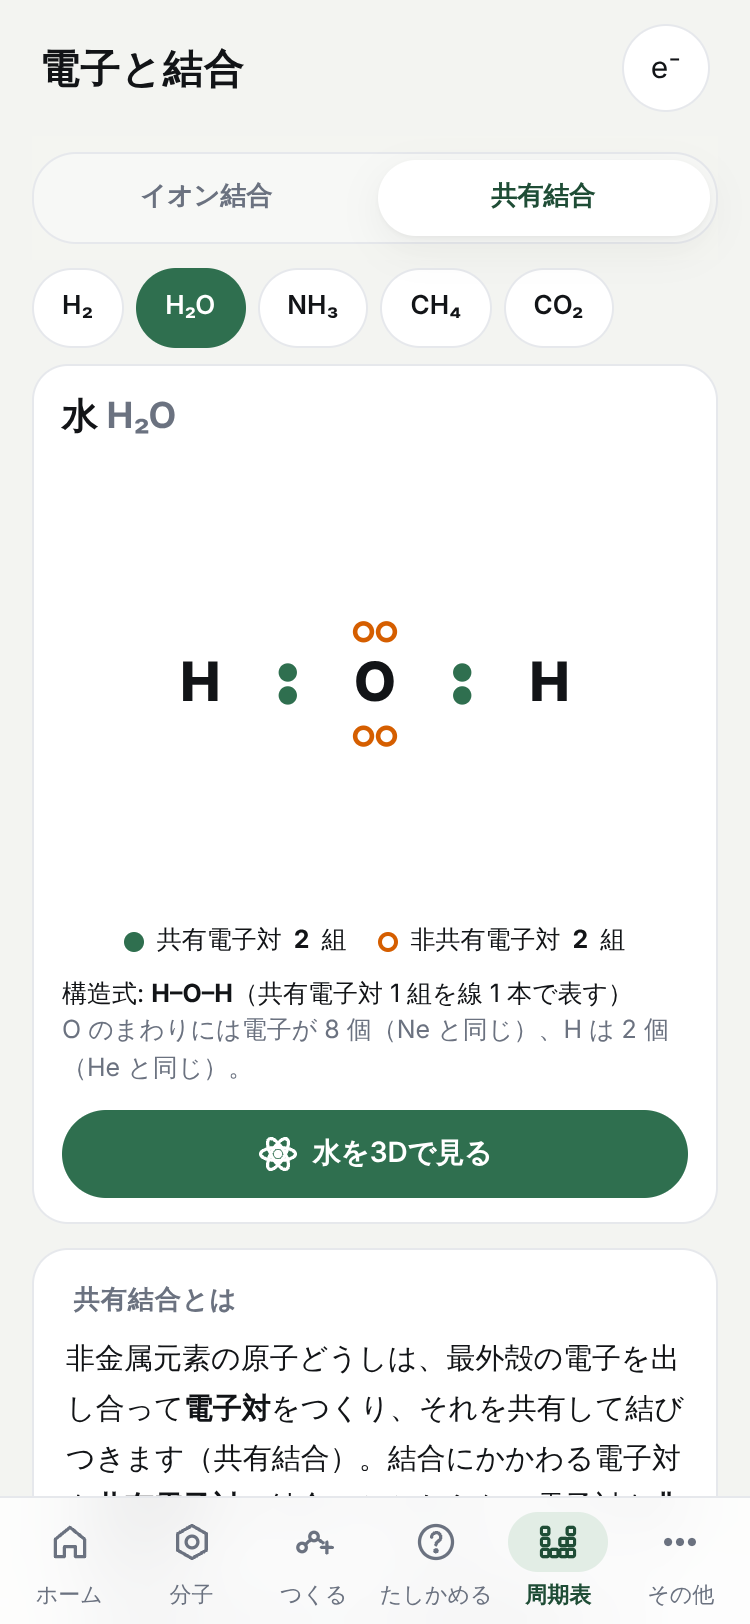 電子と結合
e⁻
イオン結合
共有結合
H₂
H₂O
NH₃
CH₄
CO₂
水 H₂O
H : O : H
共有電子対 2 組
非共有電子対 2 組
構造式: H–O–H（共有電子対 1 組を線 1 本で表す）
O のまわりには電子が 8 個（Ne と同じ）、H は 2 個
（He と同じ）。
水を3Dで見る
共有結合とは
非金属元素の原子どうしは、最外殻の電子を出
し合って電子対をつくり、それを共有して結び
つきます（共有結合）。結合にかかわる電子対
ホーム
分子
つくる
たしかめる
周期表
その他